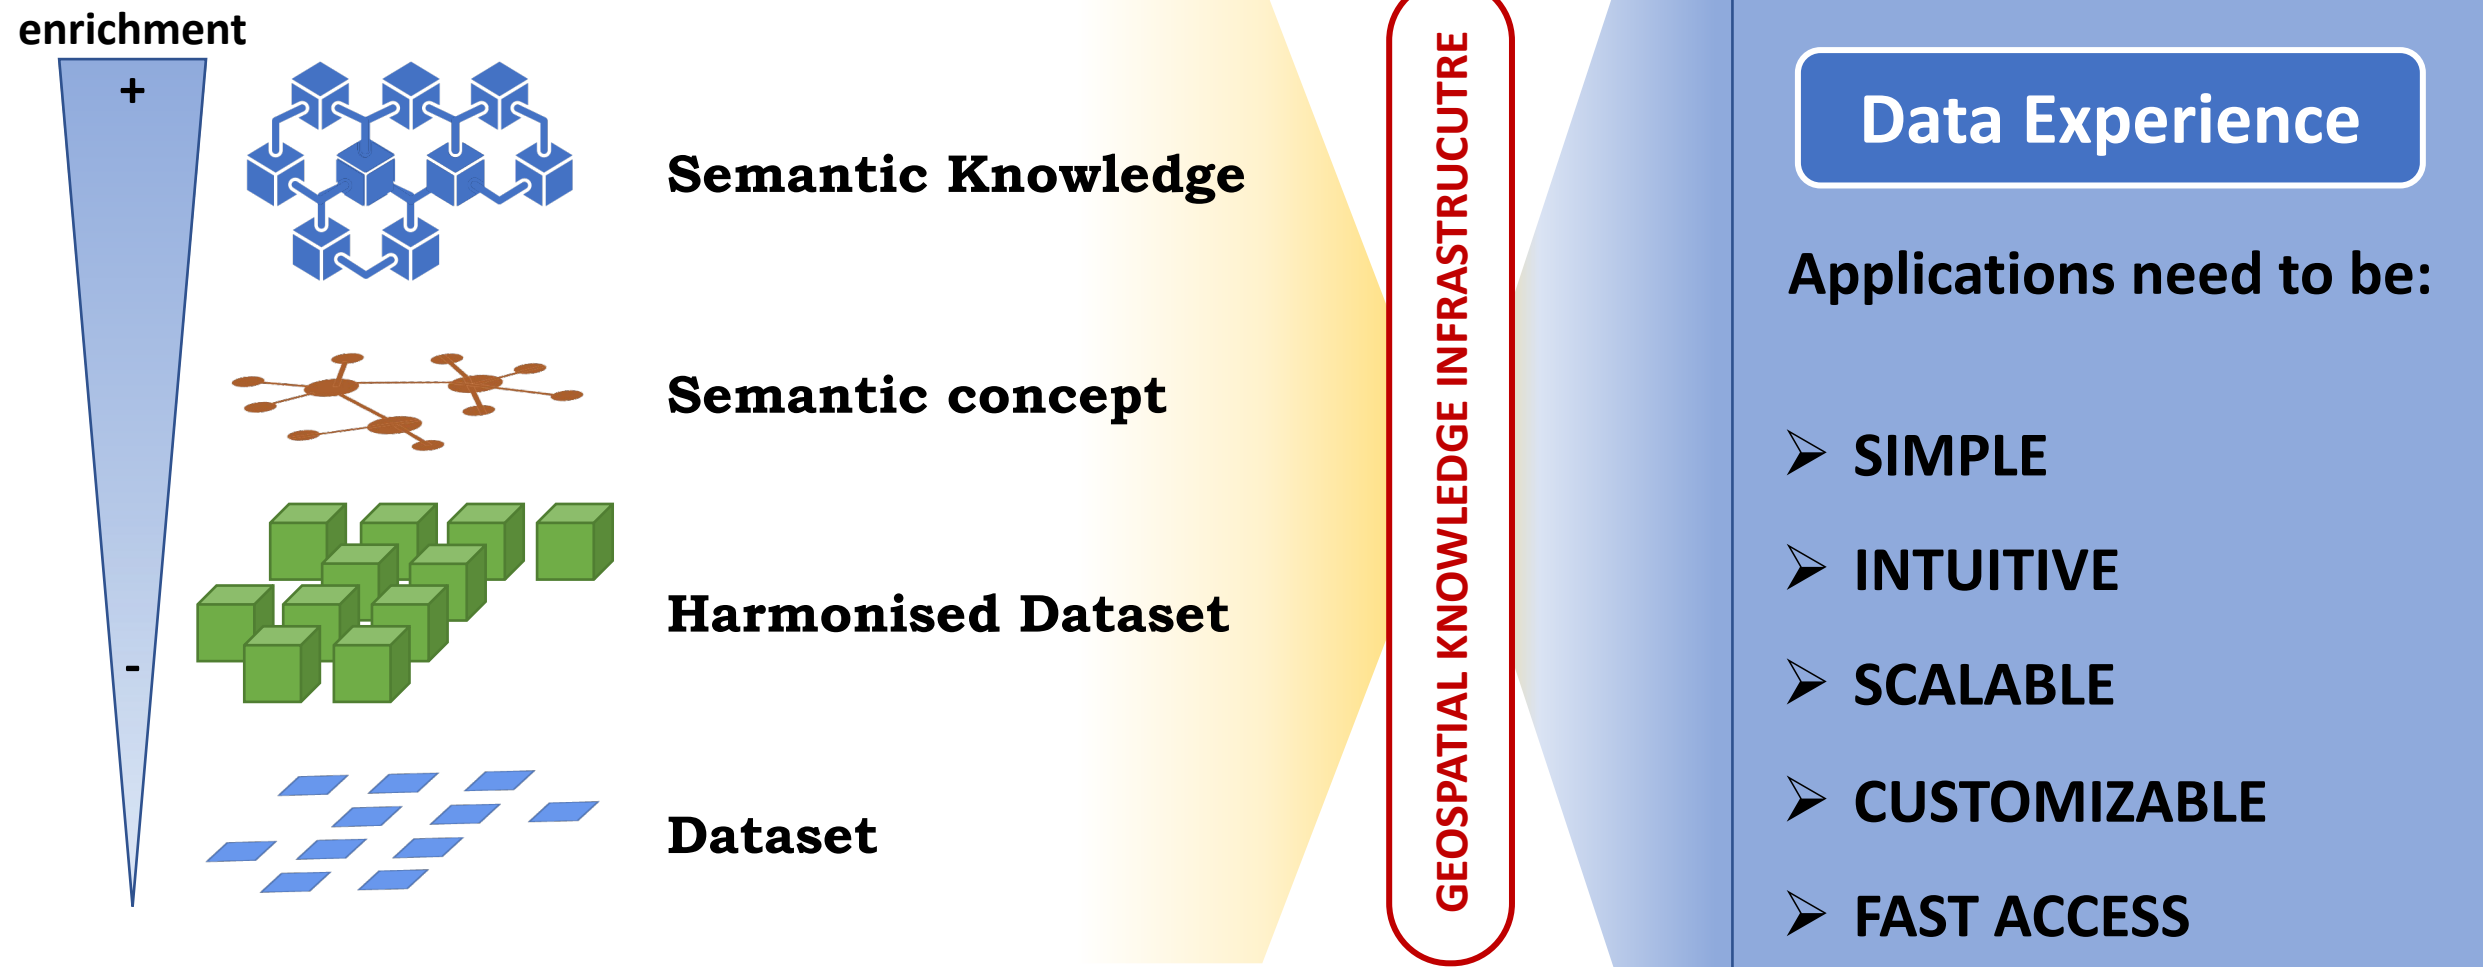 enrichment
+
-
Semantic Knowledge
Semantic concept
Harmonised Dataset
Dataset
GEOSPATIAL KNOWLEDGE INFRASTRUCUTRE
Data Experience
Applications need to be:
➢ SIMPLE
➢ INTUITIVE
➢ SCALABLE
➢ CUSTOMIZABLE
➢ FAST ACCESS